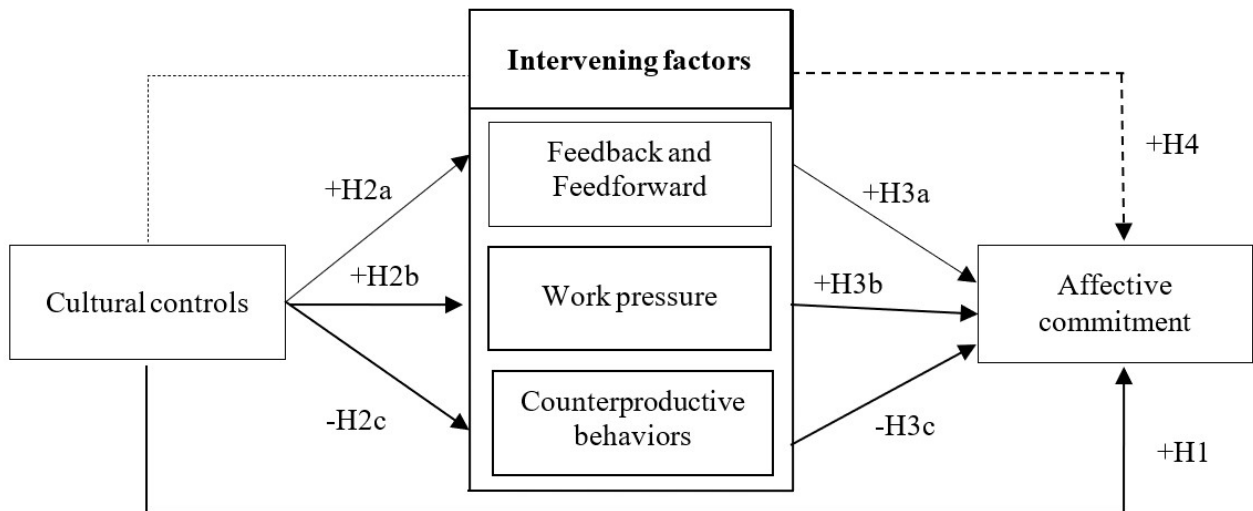 Intervening factors
Feedback and
Feedforward
+H4
+H2a
+H3a
Cultural controls
+H2b
Work pressure
+H3b
Affective
commitment
-H2c
Counterproductive
behaviors
-H3c
+H1